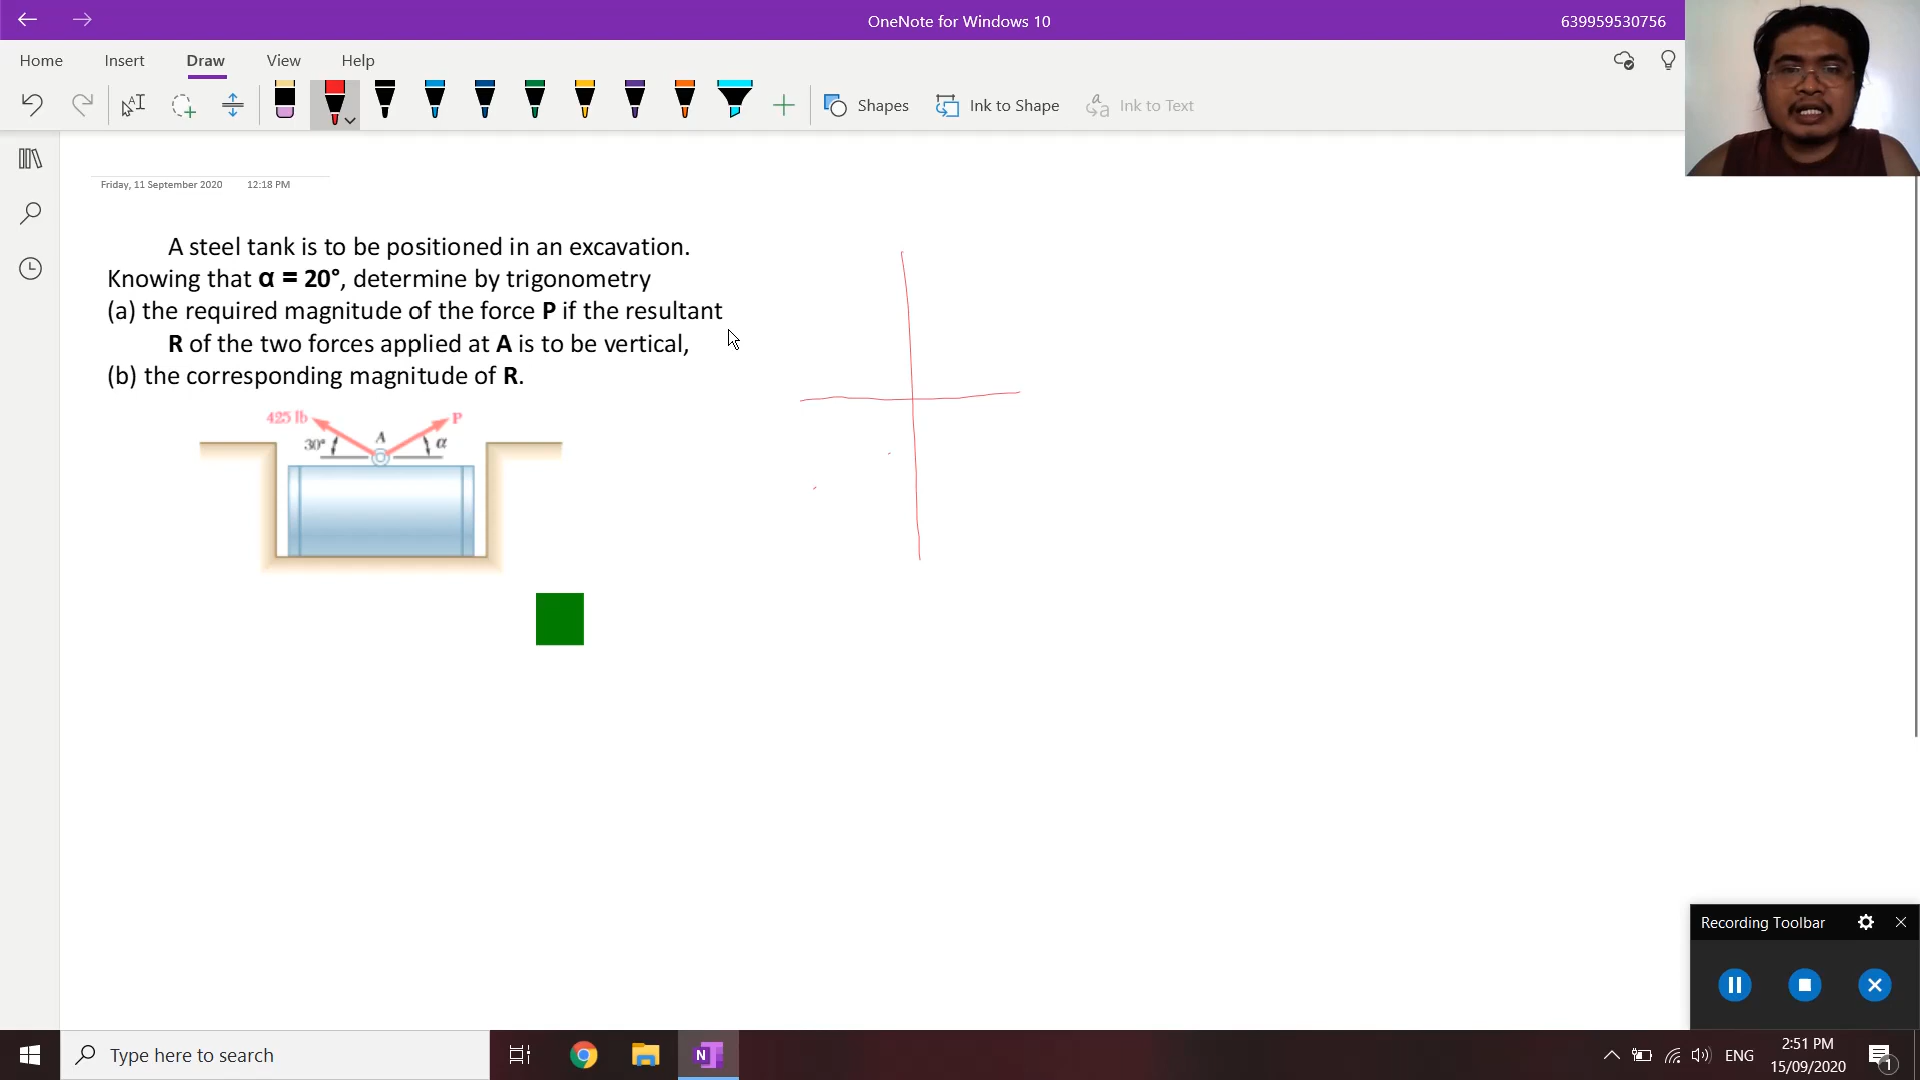 OneNote for Windows 10
639959530756
Home
Insert
Draw
View
Help
Shapes
Ink to Shape
Ink to Text
Friday, 11 September 2020
12:18 PM
A steel tank is to be positioned in an excavation.
Knowing that α = 20°, determine by trigonometry
(a) the required magnitude of the force P if the resultant
R of the two forces applied at A is to be vertical,
(b) the corresponding magnitude of R.
425 lb
P
30°
A
α
Recording Toolbar
Type here to search
ENG
2:51 PM
15/09/2020
1